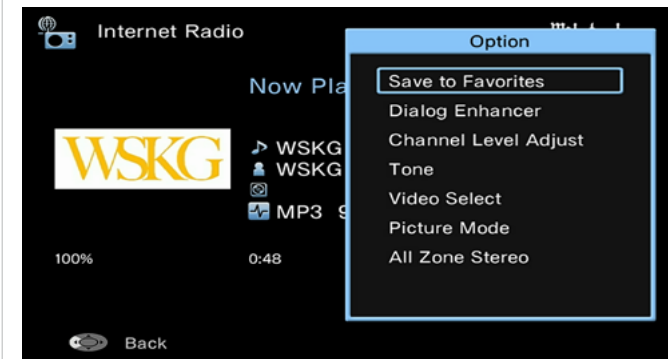 Internet Radio
Option
Now Pla
Save to Favorites
Dialog Enhancer
Channel Level Adjust
Tone
Video Select
Picture Mode
All Zone Stereo
WSKG
WSKG
WSKG
MP3 9
100%
0:48
Back